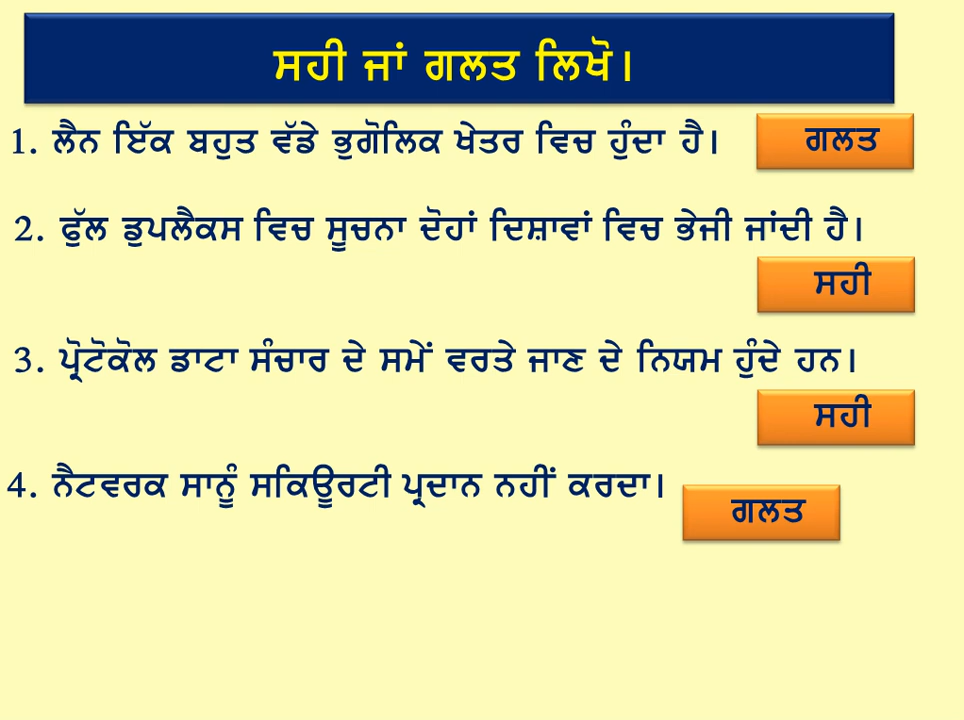 ਸਹੀ ਜਾਂ ਗਲਤ ਲਿਖੋ।
1. ਲੈਨ ਇੱਕ ਬਹੁਤ ਵੱਡੇ ਭੁਗੋਲਿਕ ਖੇਤਰ ਵਿਚ ਹੁੰਦਾ ਹੈ।
ਗਲਤ
2. ਫੁੱਲ ਡੁਪਲੈਕਸ ਵਿਚ ਸੂਚਨਾ ਦੋਹਾਂ ਦਿਸ਼ਾਵਾਂ ਵਿਚ ਭੇਜੀ ਜਾਂਦੀ ਹੈ।
ਸਹੀ
3. ਪ੍ਰੋਟੋਕੋਲ ਡਾਟਾ ਸੰਚਾਰ ਦੇ ਸਮੇਂ ਵਰਤੇ ਜਾਣ ਦੇ ਨਿਯਮ ਹੁੰਦੇ ਹਨ।
ਸਹੀ
4. ਨੈਟਵਰਕ ਸਾਨੂੰ ਸਕਿਊਰਟੀ ਪ੍ਰਦਾਨ ਨਹੀਂ ਕਰਦਾ।
ਗਲਤ